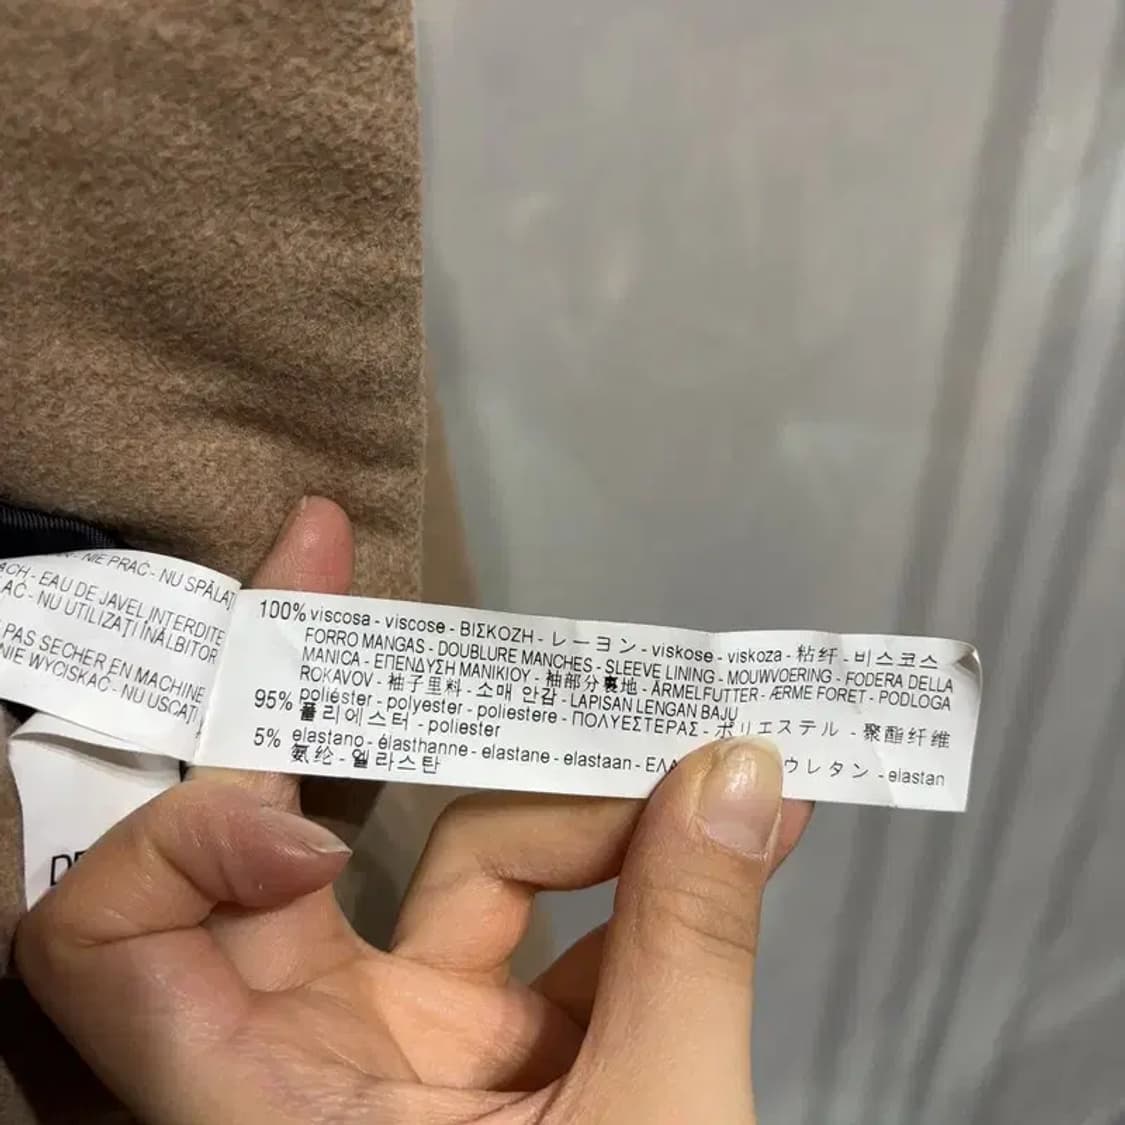 NIE PRAĆ - NU SPĂLAȚI
EAU DE JAVEL INTERDITE
NU UTILIZAȚI ÎNĂLBITOR
PAS SECHER EN MACHINE
NIE WYCISKAĆ - NU USCAȚI
100% viscosa - viscose - ΒΙΣΚΟΖΗ - レーヨン - viskose - viskoza - 粘纤 - 비스코스
FORRO MANGAS - DOUBLURE MANCHES - SLEEVE LINING - MOUWVOERING - FODERA DELLA
MANICA - ΕΠΕΝΔΥΣΗ ΜΑΝΙΚΙΟΥ - 袖部分裏地 - ÄRMELFUTTER - ÆRME FORET - PODLOGA
ROKAVOV - 袖子里料 - 소매 안감 - LAPISAN LENGAN BAJU
95% poliéster - polyester - poliestere - ΠΟΛΥΕΣΤΕΡΑΣ - ポリエステル - 聚酯纤维
폴리에스터 - poliester
5% elastano - élasthanne - elastane - elastaan - ウレタン - elastan
氨纶 - 엘라스탄